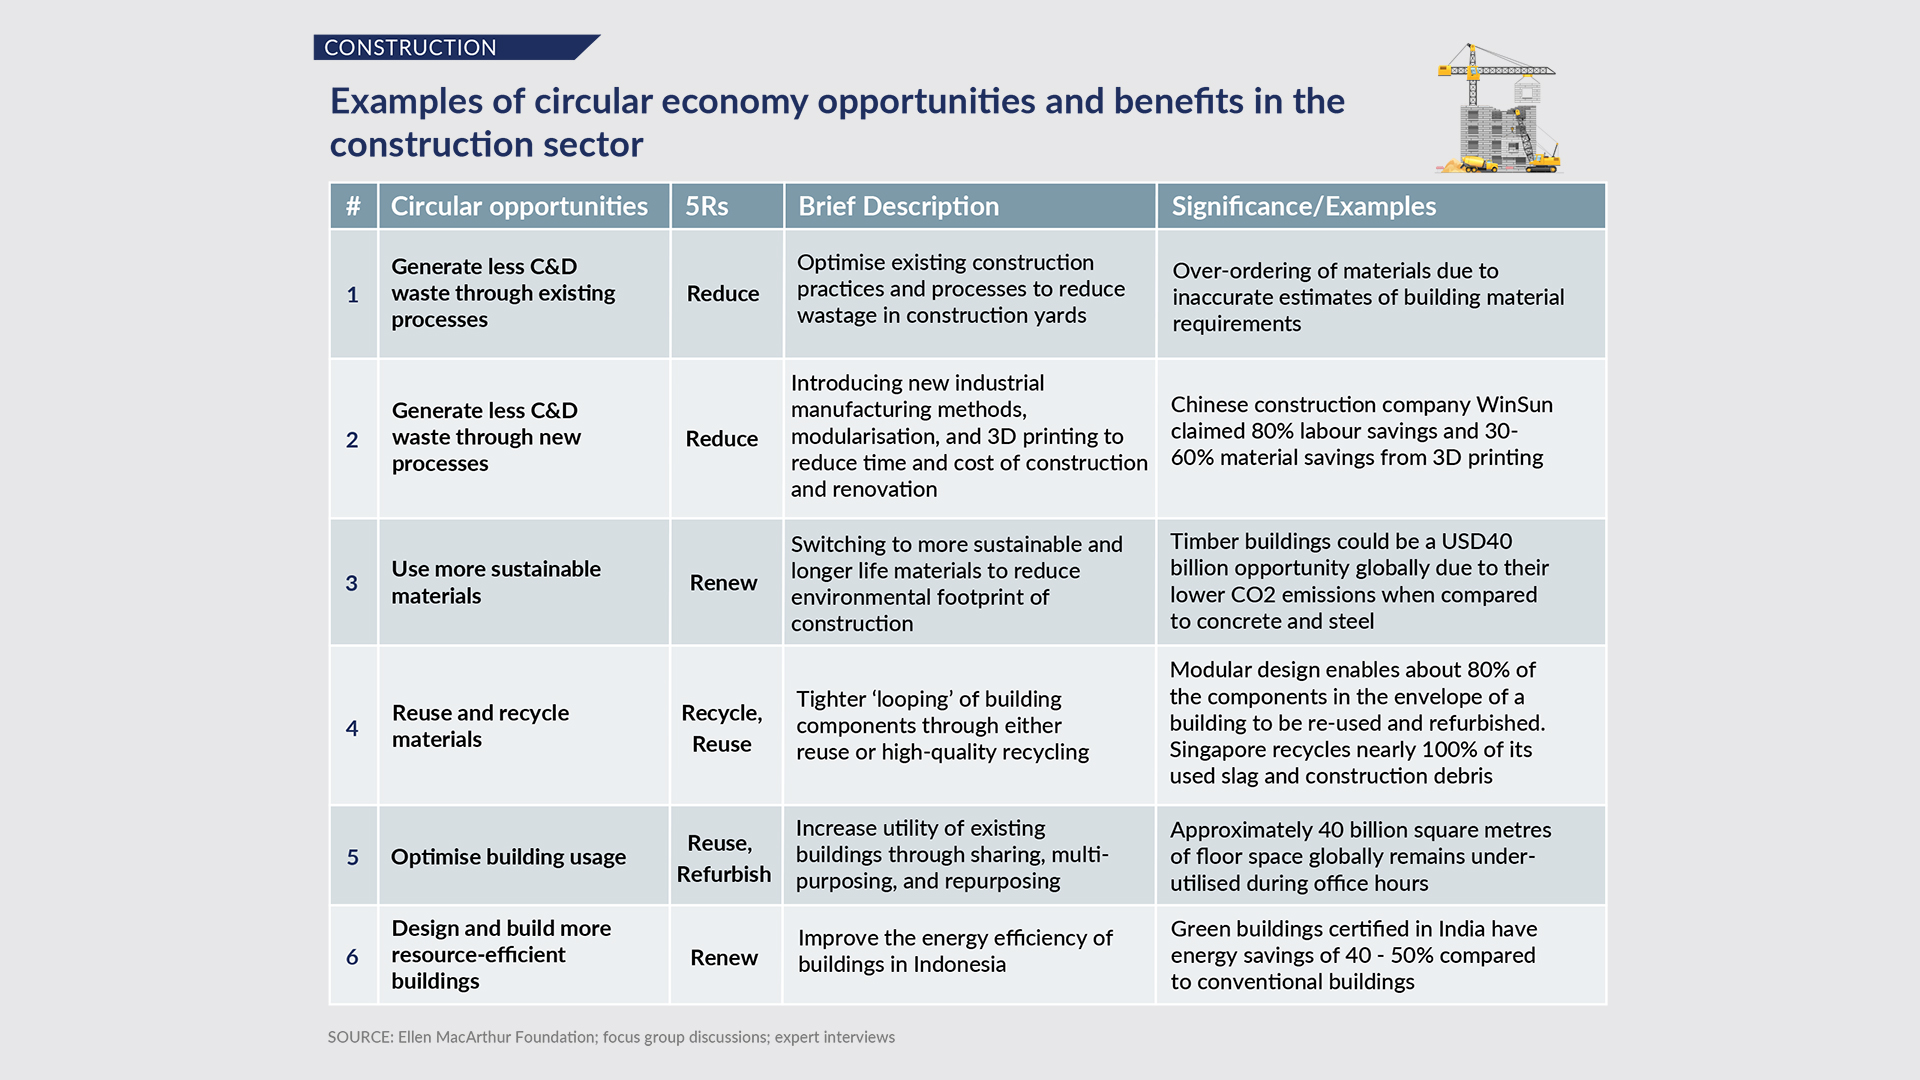 CONSTRUCTION
Examples of circular economy opportunities and benefits in the
construction sector
# Circular opportunities 5Rs Brief Description Significance/Examples
1
Generate less C&D
waste through existing
processes
Reduce
Optimise existing construction
practices and processes to reduce
wastage in construction yards
Over-ordering of materials due to
inaccurate estimates of building material
requirements
2
Generate less C&D
waste through new
processes
Reduce
Introducing new industrial
manufacturing methods,
modularisation, and 3D printing to
reduce time and cost of construction
and renovation
Chinese construction company WinSun
claimed 80% labour savings and 30-
60% material savings from 3D printing
3
Use more sustainable
materials
Renew
Switching to more sustainable and
longer life materials to reduce
environmental footprint of
construction
Timber buildings could be a USD40
billion opportunity globally due to their
lower CO2 emissions when compared
to concrete and steel
4
Reuse and recycle
materials
Recycle,
Reuse
Tighter ‘looping’ of building
components through either
reuse or high-quality recycling
Modular design enables about 80% of
the components in the envelope of a
building to be re-used and refurbished.
Singapore recycles nearly 100% of its
used slag and construction debris
5
Optimise building usage
Reuse,
Refurbish
Increase utility of existing
buildings through sharing, multi-
purposing, and repurposing
Approximately 40 billion square metres
of floor space globally remains under-
utilised during office hours
6
Design and build more
resource-efficient
buildings
Renew
Improve the energy efficiency of
buildings in Indonesia
Green buildings certified in India have
energy savings of 40 - 50% compared
to conventional buildings
SOURCE: Ellen MacArthur Foundation; focus group discussions; expert interviews